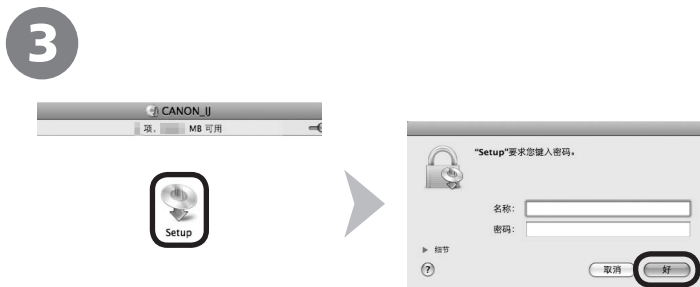 3
CANON_IJ
项， MB 可用
Setup
"Setup"要求您键入密码。
名称：
密码：
细节
?
取消
好